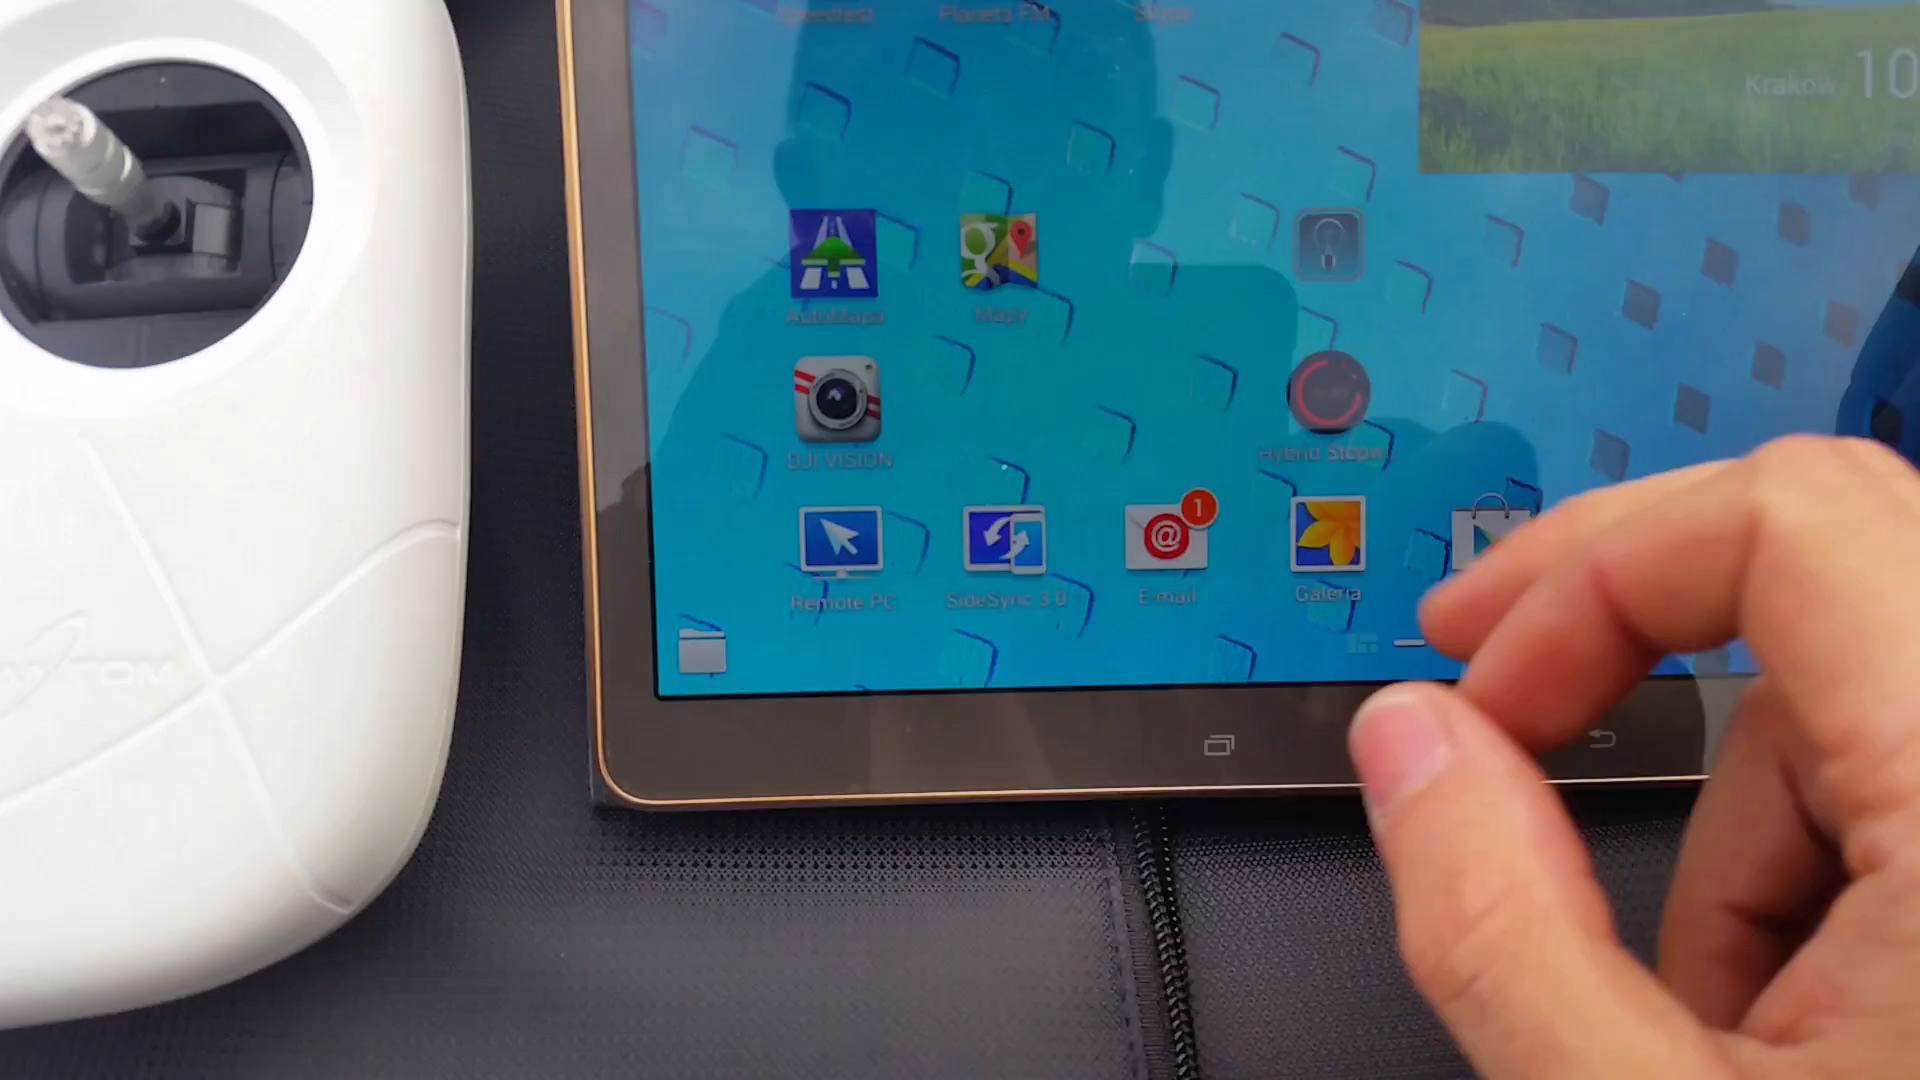 Speedtest Planeta FM Skype
Krakow 10
AutoMapa Mapy
DJI VISION Hybrid Stopw...
1
Remote PC SideSync 3.0 E-mail Galeria